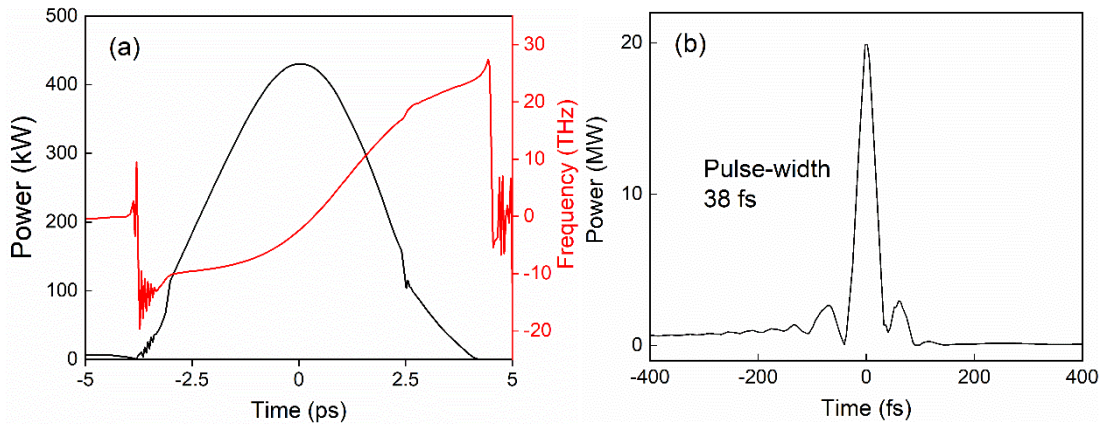 (a)
500
400
300
200
100
0
Power (kW)
-5
-2.5
0
2.5
5
Time (ps)
30
20
10
0
-10
-20
Frequency (THz)
(b)
20
10
0
Power (MW)
Pulse-width
38 fs
-400
-200
0
200
400
Time (fs)